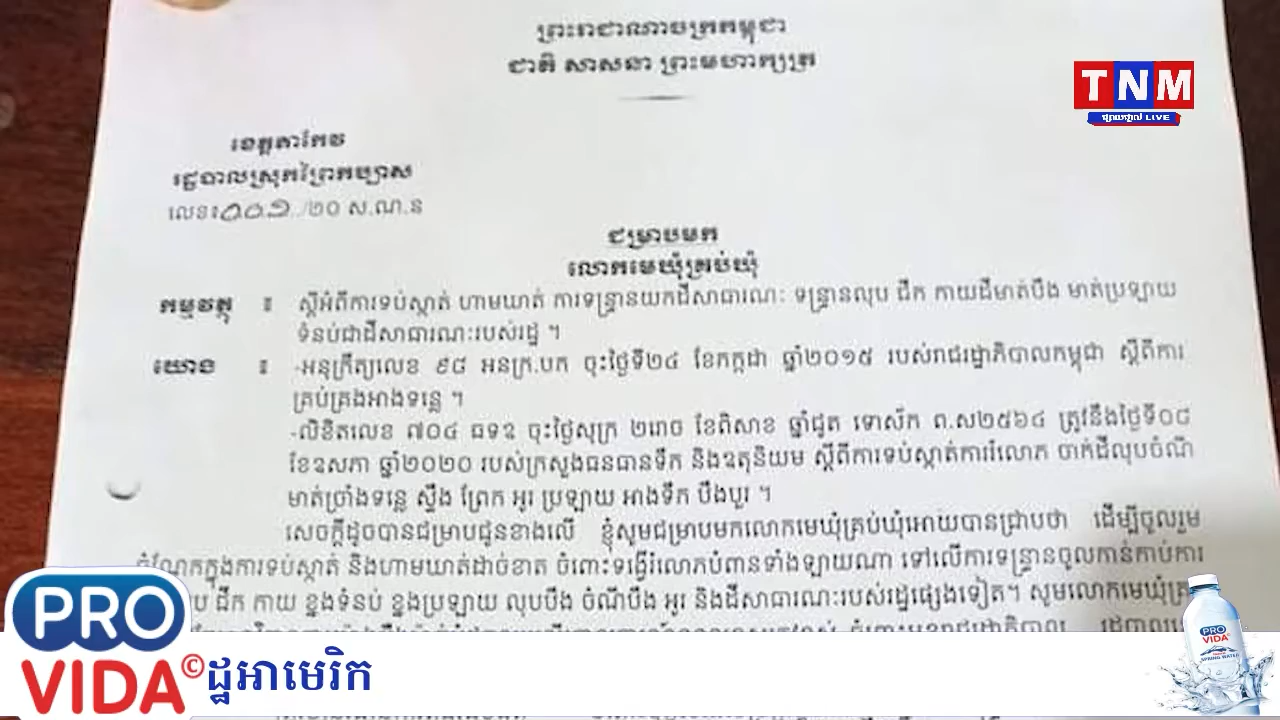 ព្រះរាជាណាចក្រកម្ពុជា
ជាតិ សាសនា ព្រះមហាក្សត្រ
TNM
ផ្សាយផ្ទាល់ LIVE
ខេត្តតាកែវ
រដ្ឋបាលស្រុកព្រៃកប្បាស
លេខ៖ ០០១../២០ ស.ណ.ន
ជម្រាបមក
លោកមេឃុំគ្រប់ឃុំ
កម្មវត្ថុ ៖ ស្តីអំពីការទប់ស្កាត់ ហាមឃាត់ ការទន្ទ្រានយកដីសាធារណៈ ទន្ទ្រានលុប ជីក កាយដីមាត់បឹង មាត់ប្រឡាយ
ទំនប់ជាដីសាធារណៈរបស់រដ្ឋ ។
យោង ៖ -អនុក្រឹត្យលេខ ៩៨ អនក្រ.បក ចុះថ្ងៃទី២៤ ខែកក្កដា ឆ្នាំ២០១៥ របស់រាជរដ្ឋាភិបាលកម្ពុជា ស្តីពីការ
គ្រប់គ្រងអាងទន្លេ ។
-លិខិតលេខ ៧០៤ ធទឧ ចុះថ្ងៃសុក្រ ២រោច ខែពិសាខ ឆ្នាំជូត ទោស័ក ព.ស២៥៦៤ ត្រូវនឹងថ្ងៃទី០៨
ខែឧសភា ឆ្នាំ២០២០ របស់ក្រសួងធនធានទឹក និងឧតុនិយម ស្តីពីការទប់ស្កាត់ការរំលោភ ចាក់ដីលុបចំណី
មាត់ច្រាំងទន្លេ ស្ទឹង ព្រែក អូរ ប្រឡាយ អាងទឹក បឹងបួរ ។
សេចក្តីដូចបានជម្រាបជូនខាងលើ ខ្ញុំសូមជម្រាបមកលោកមេឃុំគ្រប់ឃុំអោយបានជ្រាបថា ដើម្បីចូលរួម
ចំណែកក្នុងការទប់ស្កាត់ និងហាមឃាត់ដាច់ខាត ចំពោះទង្វើរំលោភបំពានទាំងឡាយណា ទៅលើការទន្ទ្រានចូលកាន់កាប់ការ
ជីក កាយ ខ្នងទំនប់ ខ្នងប្រឡាយ លុបបឹង ចំណីបឹង អូរ និងដីសាធារណៈរបស់រដ្ឋផ្សេងទៀត។ សូមលោកមេឃុំ
PRO
VIDA©
ដ្ឋអាមេរិក
PRO
VIDA
SPRING WATER